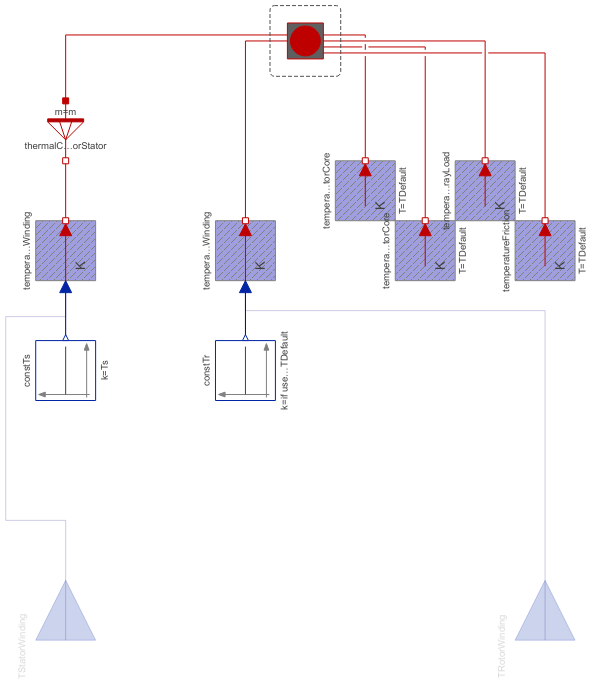 m=m
thermalC...orStator
tempera...torCore
T=TDefault
K
tempera...rayLoad
T=TDefault
tempera...Winding
K
tempera...Winding
K
tempera...torCore
K
T=TDefault
temperatureFriction
K
T=TDefault
constTs
k=Ts
constTr
k=if use...TDefault
TStatorWinding
TRotorWinding